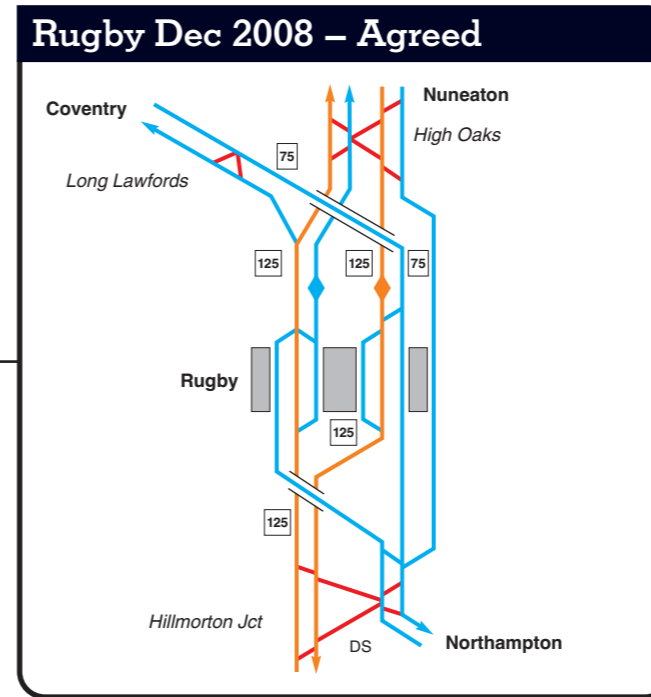 Rugby Dec 2008 – Agreed
Coventry
Nuneaton
High Oaks
75
Long Lawfords
125
125
75
Rugby
125
125
Hillmorton Jct
DS
Northampton